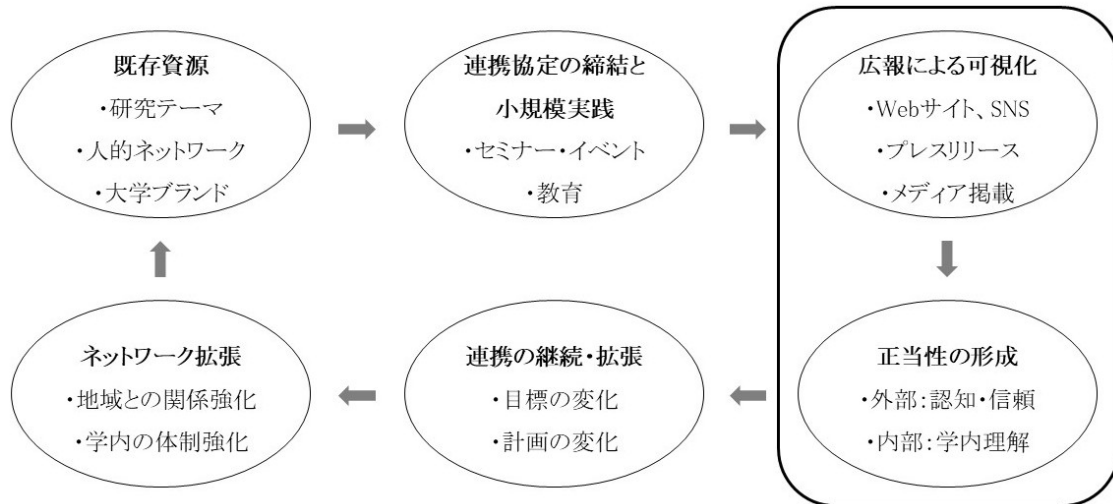 既存資源
・研究テーマ
・人的ネットワーク
・大学ブランド
連携協定の締結と
小規模実践
・セミナー・イベント
・教育
広報による可視化
・Webサイト、SNS
・プレスリリース
・メディア掲載
正当性の形成
・外部：認知・信頼
・内部：学内理解
連携の継続・拡張
・目標の変化
・計画の変化
ネットワーク拡張
・地域との関係強化
・学内の体制強化